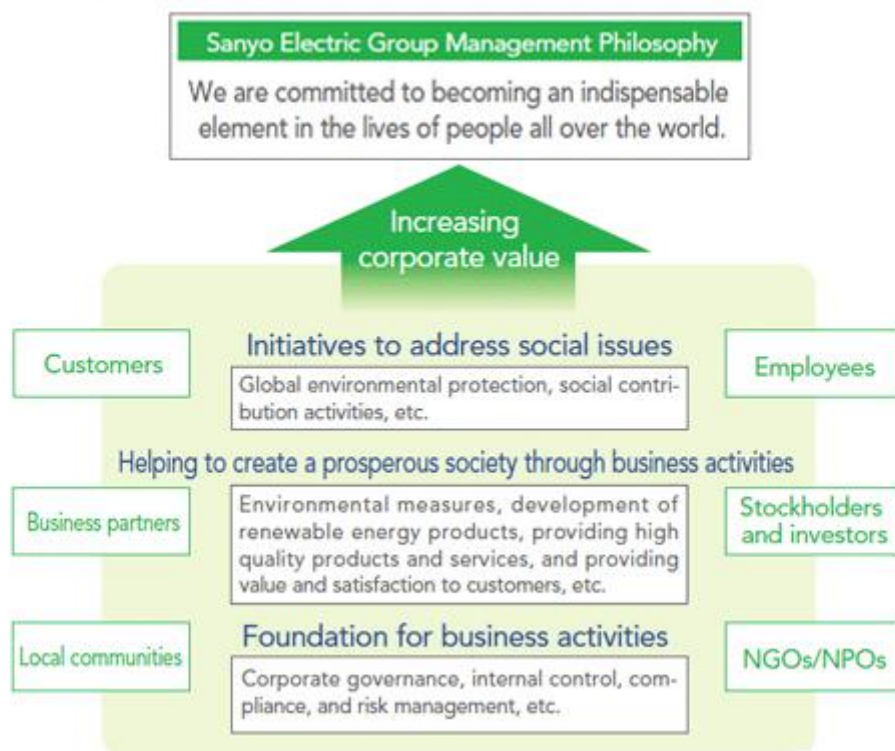 Sanyo Electric Group Management Philosophy
We are committed to becoming an indispensable
element in the lives of people all over the world.
Increasing
corporate value
Customers
Initiatives to address social issues
Global environmental protection, social contri-
bution activities, etc.
Employees
Helping to create a prosperous society through business activities
Business partners
Environmental measures, development of
renewable energy products, providing high
quality products and services, and providing
value and satisfaction to customers, etc.
Stockholders
and investors
Local communities
Foundation for business activities
Corporate governance, internal control, com-
pliance, and risk management, etc.
NGOs/NPOs